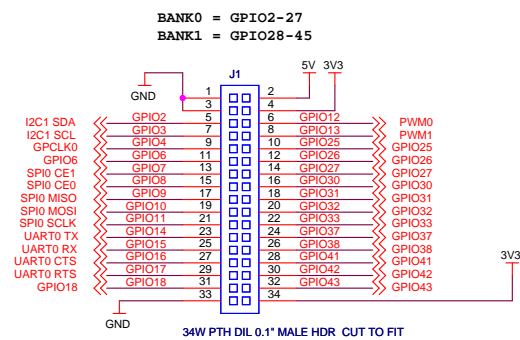 BANK0 = GPIO2-27
BANK1 = GPIO28-45
J1
5V 3V3
GND
1 2
3 4
I2C1 SDA GPIO2 5 6 GPIO12 PWM0
I2C1 SCL GPIO3 7 8 GPIO13 PWM1
GPCLK0 GPIO4 9 10 GPIO25 GPIO25
GPIO6 GPIO6 11 12 GPIO26 GPIO26
SPI0 CE1 GPIO7 13 14 GPIO27 GPIO27
SPI0 CE0 GPIO8 15 16 GPIO30 GPIO30
SPI0 MISO GPIO9 17 18 GPIO31 GPIO31
SPI0 MOSI GPIO10 19 20 GPIO32 GPIO32
SPI0 SCLK GPIO11 21 22 GPIO33 GPIO33
UART0 TX GPIO14 23 24 GPIO37 GPIO37
UART0 RX GPIO15 25 26 GPIO38 GPIO38
UART0 CTS GPIO16 27 28 GPIO41 GPIO41
UART0 RTS GPIO17 29 30 GPIO42 GPIO42
GPIO18 GPIO18 31 32 GPIO43 GPIO43
33 34
3V3
GND
34W PTH DIL 0.1" MALE HDR CUT TO FIT